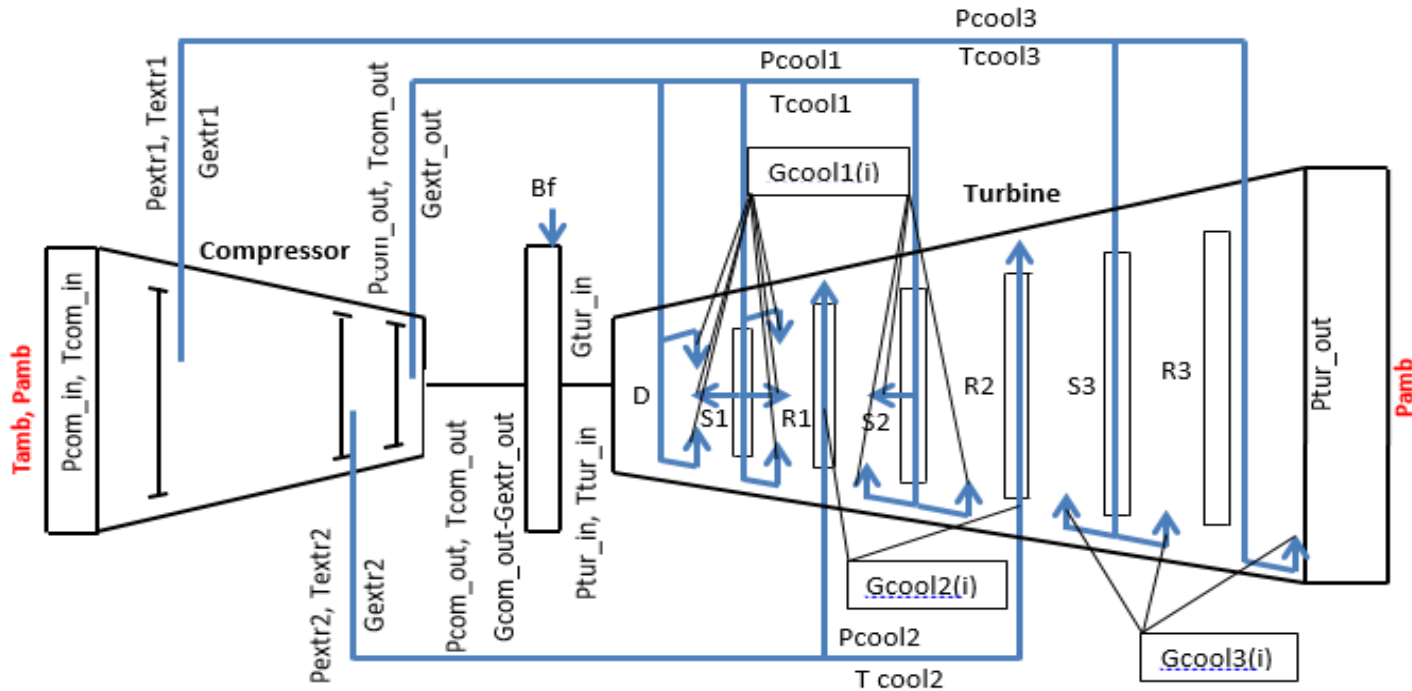 Pcool3
Tcool3
Pcool1
Tcool1
Pextr1, Textr1
Gextr1
Pcom_out, Tcom_out
Gextr_out
Gcool1(i)
Bf
Turbine
Compressor
Tamb, Pamb
Pcom_in, Tcom_in
Gtur_in
D
S1
R1
S2
R2
S3
R3
Ptur_out
Pamb
Pextr2, Textr2
Gextr2
Pcom_out, Tcom_out
Gcom_out-Gextr_out
Ptur_in, Ttur_in
Gcool2(i)
Pcool2
T cool2
Gcool3(i)